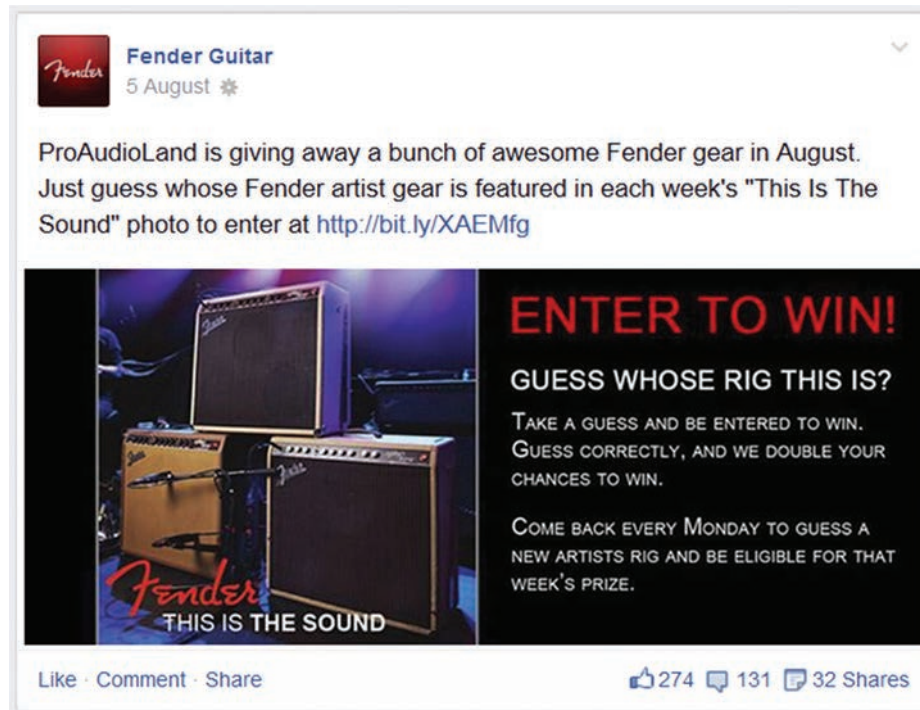 Fender
Fender Guitar
5 August
ProAudioLand is giving away a bunch of awesome Fender gear in August.
Just guess whose Fender artist gear is featured in each week's "This Is The
Sound" photo to enter at http://bit.ly/XAEMfg
Fender
Fender
Fender
Fender
THIS IS THE SOUND
ENTER TO WIN!
GUESS WHOSE RIG THIS IS?
TAKE A GUESS AND BE ENTERED TO WIN.
GUESS CORRECTLY, AND WE DOUBLE YOUR
CHANCES TO WIN.
COME BACK EVERY MONDAY TO GUESS A
NEW ARTISTS RIG AND BE ELIGIBLE FOR THAT
WEEK'S PRIZE.
Like · Comment · Share
274 131 32 Shares